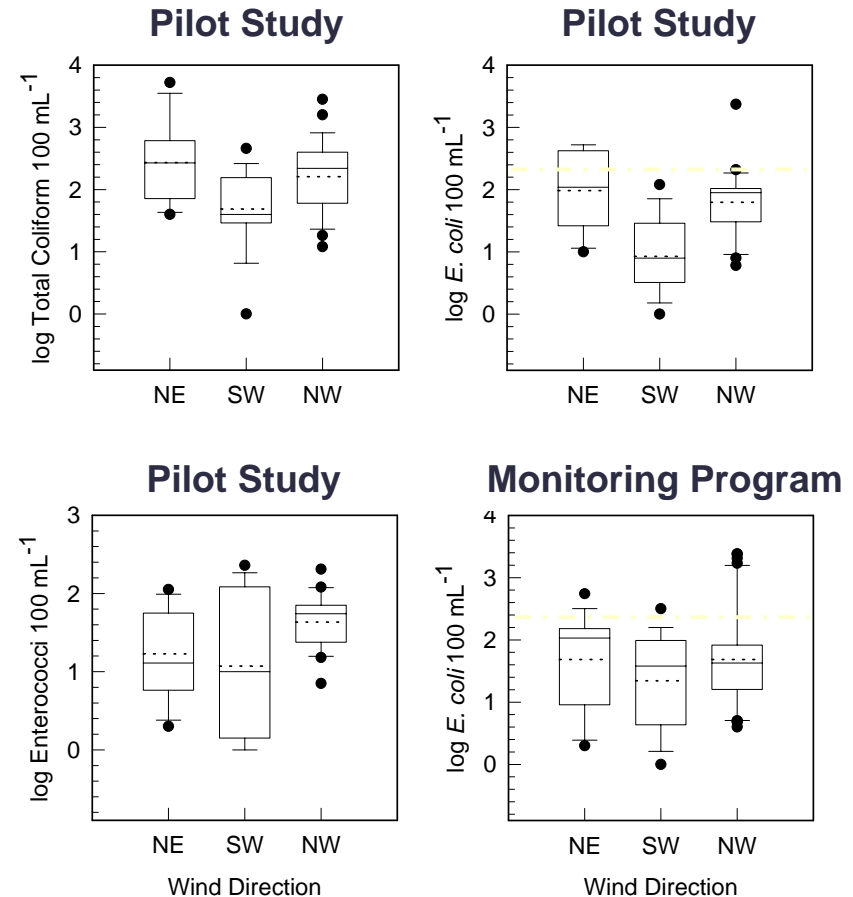 Pilot Study
log Total Coliform 100 mL-1
4
3
2
1
0
NE SW NW
Pilot Study
log E. coli 100 mL-1
4
3
2
1
0
NE SW NW
Pilot Study
log Enterococci 100 mL-1
3
2
1
0
NE SW NW
Wind Direction
Monitoring Program
log E. coli 100 mL-1
4
3
2
1
0
NE SW NW
Wind Direction